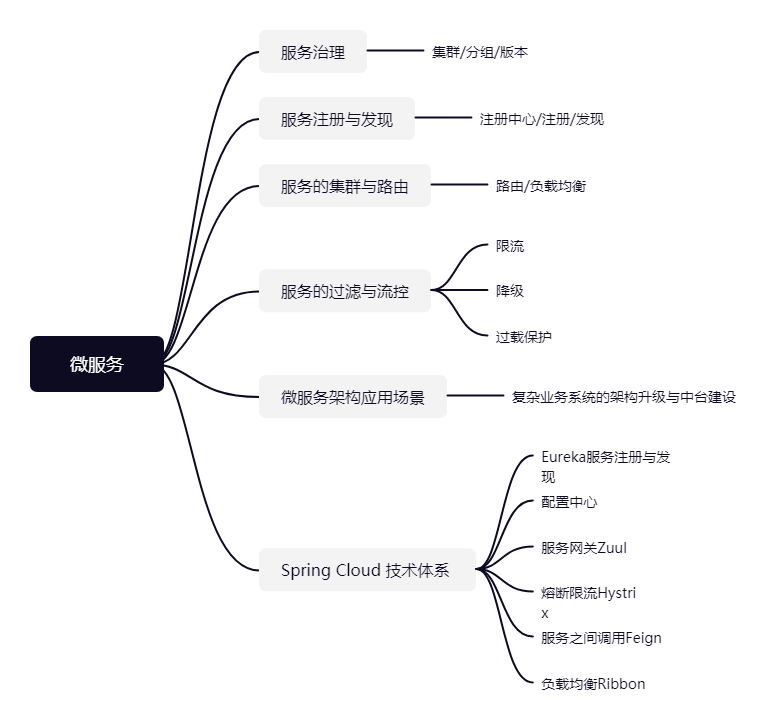 微服务
服务治理
集群/分组/版本
服务注册与发现
注册中心/注册/发现
服务的集群与路由
路由/负载均衡
服务的过滤与流控
限流
降级
过载保护
微服务架构应用场景
复杂业务系统的架构升级与中台建设
Spring Cloud 技术体系
Eureka服务注册与发
现
配置中心
服务网关Zuul
熔断限流Hystri
x
服务之间调用Feign
负载均衡Ribbon